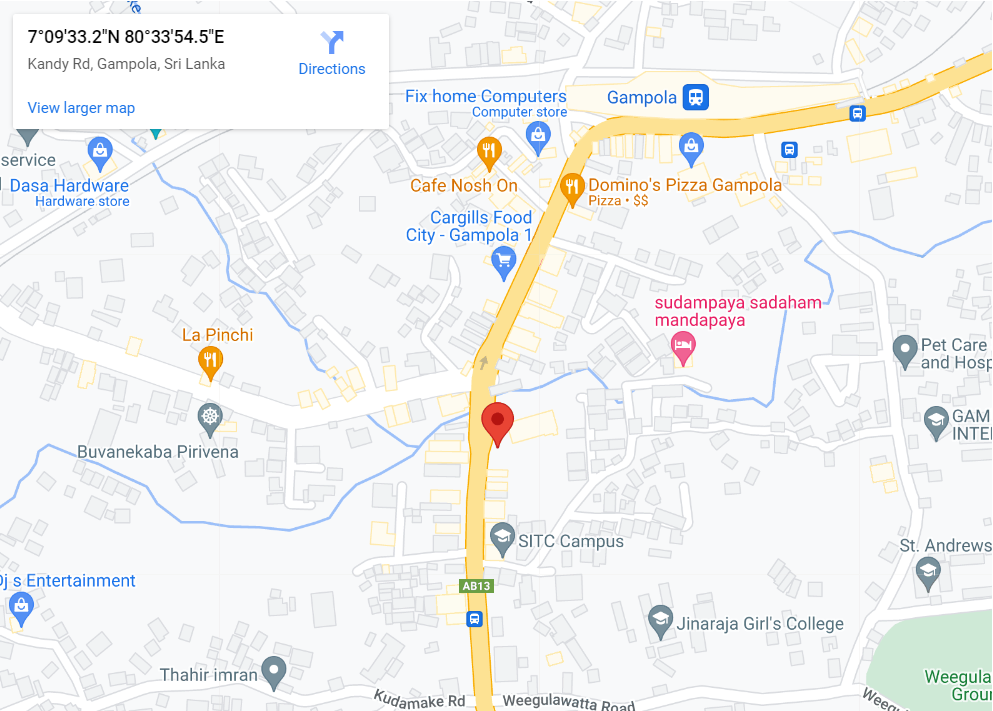 7°09'33.2"N 80°33'54.5"E
Kandy Rd, Gampola, Sri Lanka
Directions
View larger map
Fix home Computers
Computer store
Gampola
service
Dasa Hardware
Hardware store
Cafe Nosh On
Domino's Pizza Gampola
Pizza • $$
Cargills Food
City - Gampola 1
sudampaya sadaham
mandapaya
La Pinchi
Pet Care
and Hosp
GAM
INTE
Buvanekaba Pirivena
SITC Campus
St. Andrews
Dj s Entertainment
AB13
Jinaraja Girl's College
Thahir imran
Kudamake Rd
Weegulawatta Road
Weegula
Groun